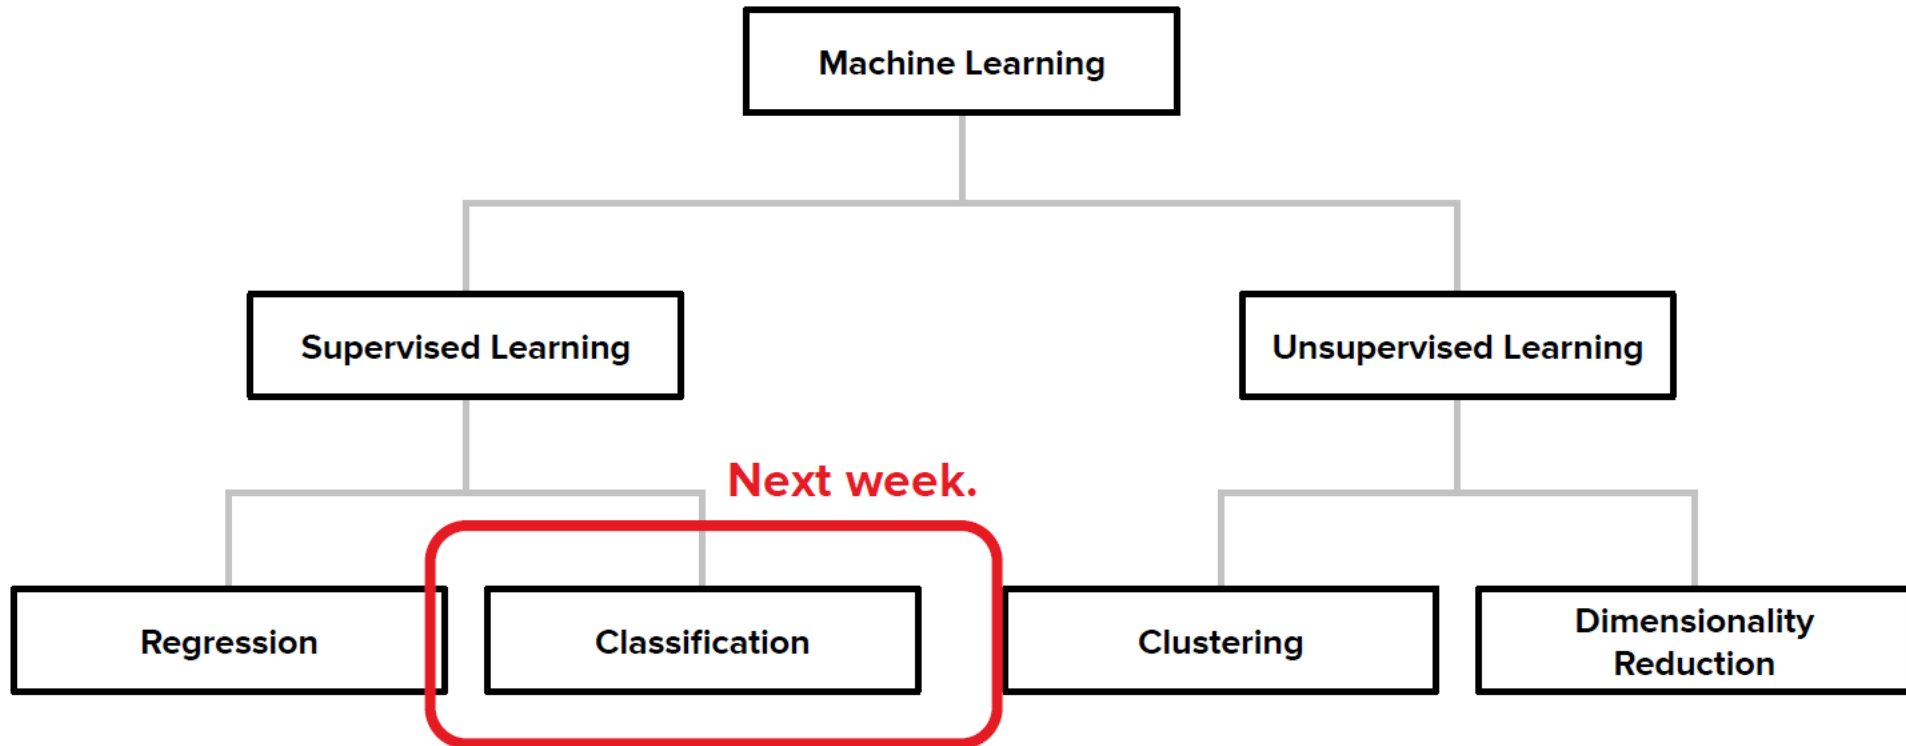 Machine Learning
Supervised Learning
Unsupervised Learning
Next week.
Regression
Classification
Clustering
Dimensionality
Reduction